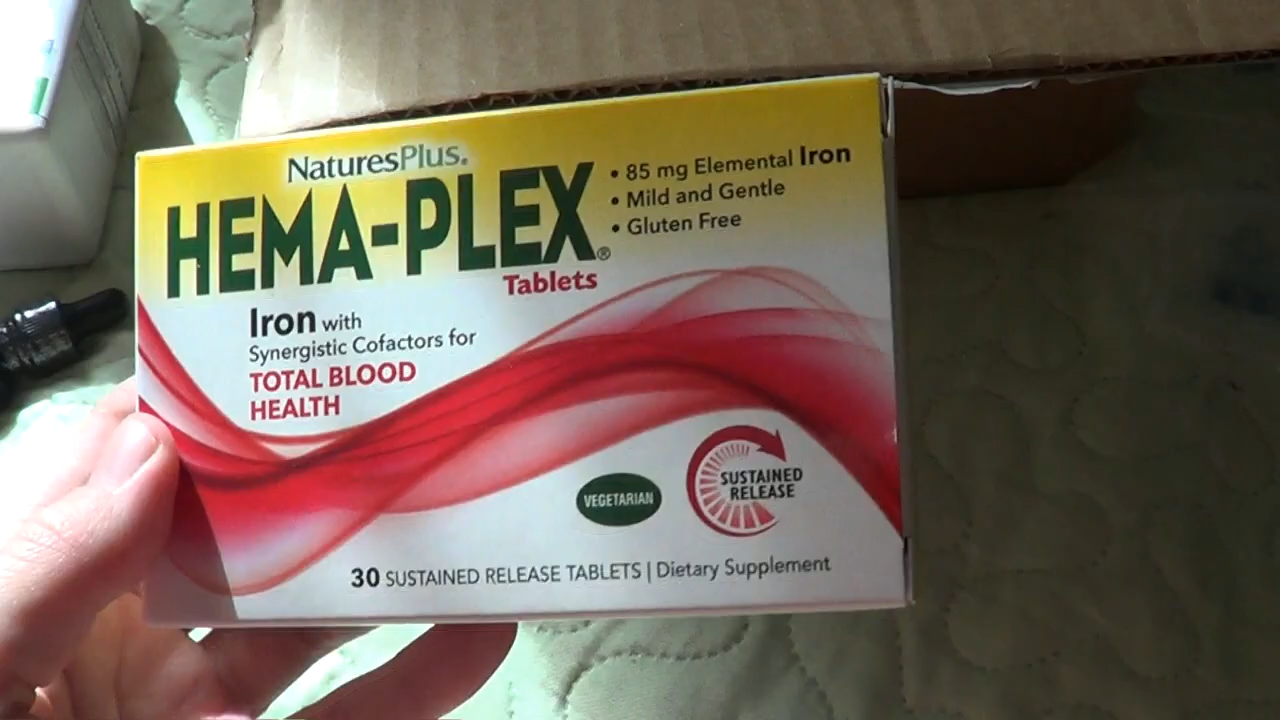 NaturesPlus®
HEMA-PLEX®
Tablets
• 85 mg Elemental Iron
• Mild and Gentle
• Gluten Free
Iron with
Synergistic Cofactors for
TOTAL BLOOD
HEALTH
VEGETARIAN
SUSTAINED
RELEASE
30 SUSTAINED RELEASE TABLETS | Dietary Supplement